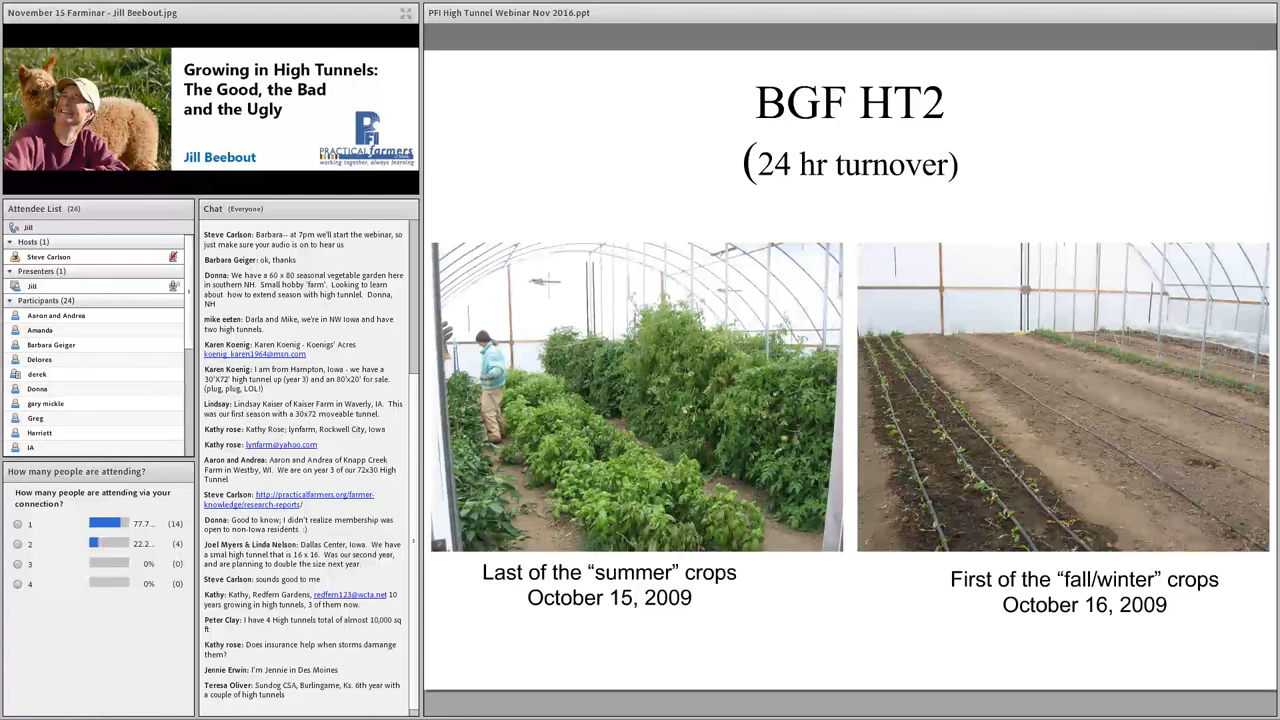 November 15 Farminar - Jill Beebout.jpg
Growing in High Tunnels:
The Good, the Bad
and the Ugly
Jill Beebout
PFI
PRACTICAL farmers
working together, always learning
Attendee List (26)
Jill
Hosts (1)
Steve Carlson
Presenters (1)
Jill
Participants (24)
Aaron and Andrea
Amanda
Barbara Geiger
Delores
derek
Donna
gary mickle
Greg
Harriett
IA
How many people are attending?
How many people are attending via your
connection?
1 77.7... (14)
2 22.2... (4)
3 0% (0)
4 0% (0)
Chat (Everyone)
Steve Carlson: Barbara-- at 7pm we'll start the webinar, so
just make sure your audio is on to hear us
Barbara Geiger: ok, thanks
Donna: We have a 60 x 80 seasonal vegetable garden here
in southern NH. Small hobby 'farm'. Looking to learn
about how to extend season with high tunnlel. Donna,
NH
mike eeten: Darla and Mike, we're in NW Iowa and have
two high tunnels.
Karen Koenig: Karen Koenig - Koenigs' Acres
koenig_karen1964@msn.com
Karen Koenig: I am from Hampton, Iowa - we have a
30'X72' high tunnel up (year 3) and an 80'x20' for sale.
(plug, plug, LOL!)
Lindsay: Lindsay Kaiser of Kaiser Farm in Waverly, IA. This
was our first season with a 30x72 moveable tunnel.
Kathy rose: Kathy Rose; lynfarm, Rockwell City, Iowa
Kathy rose: lynfarm@yahoo.com
Aaron and Andrea: Aaron and Andrea of Knapp Creek
Farm in Westby, WI. We are on year 3 of our 72x30 High
Tunnel
Steve Carlson: http://practicalfarmers.org/farmer-
knowledge/research-reports/
Donna: Good to know; I didn't realize membership was
open to non-Iowa residents :)
Joel Myers & Linda Nelson: Dallas Center, Iowa. We have
a smal high tunnel that is 16 x 16. Was our second year,
and are planning to double the size next year.
Steve Carlson: sounds good to me
Kathy: Kathy, Redfern Gardens, redfern123@wcta.net 10
years growing in high tunnels, 3 of them now.
Peter Clay: I have 4 High tunnels total of almost 10,000 sq
ft
Kathy rose: Does insurance help when storms damange
them?
Jennie Erwin: I'm Jennie in Des Moines
Teresa Oliver: Sundog CSA, Burlingame, Ks. 6th year with
a couple of high tunnels
PFI High Tunnel Webinar Nov 2016.ppt
BGF HT2
(24 hr turnover)
Last of the “summer” crops
October 15, 2009
First of the “fall/winter” crops
October 16, 2009